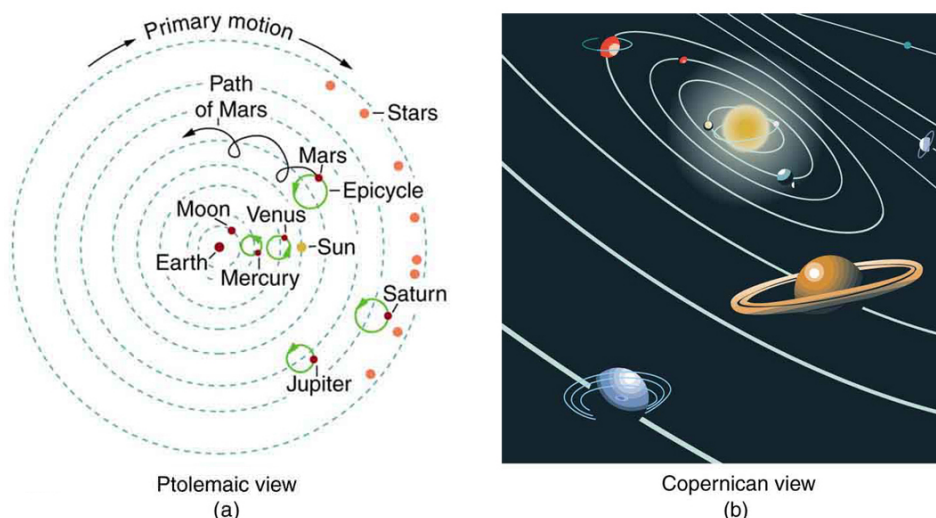 Primary motion
Path
of Mars
Stars
Mars
Epicycle
Moon
Venus
Sun
Earth
Mercury
Saturn
Jupiter
Ptolemaic view
(a)
Copernican view
(b)